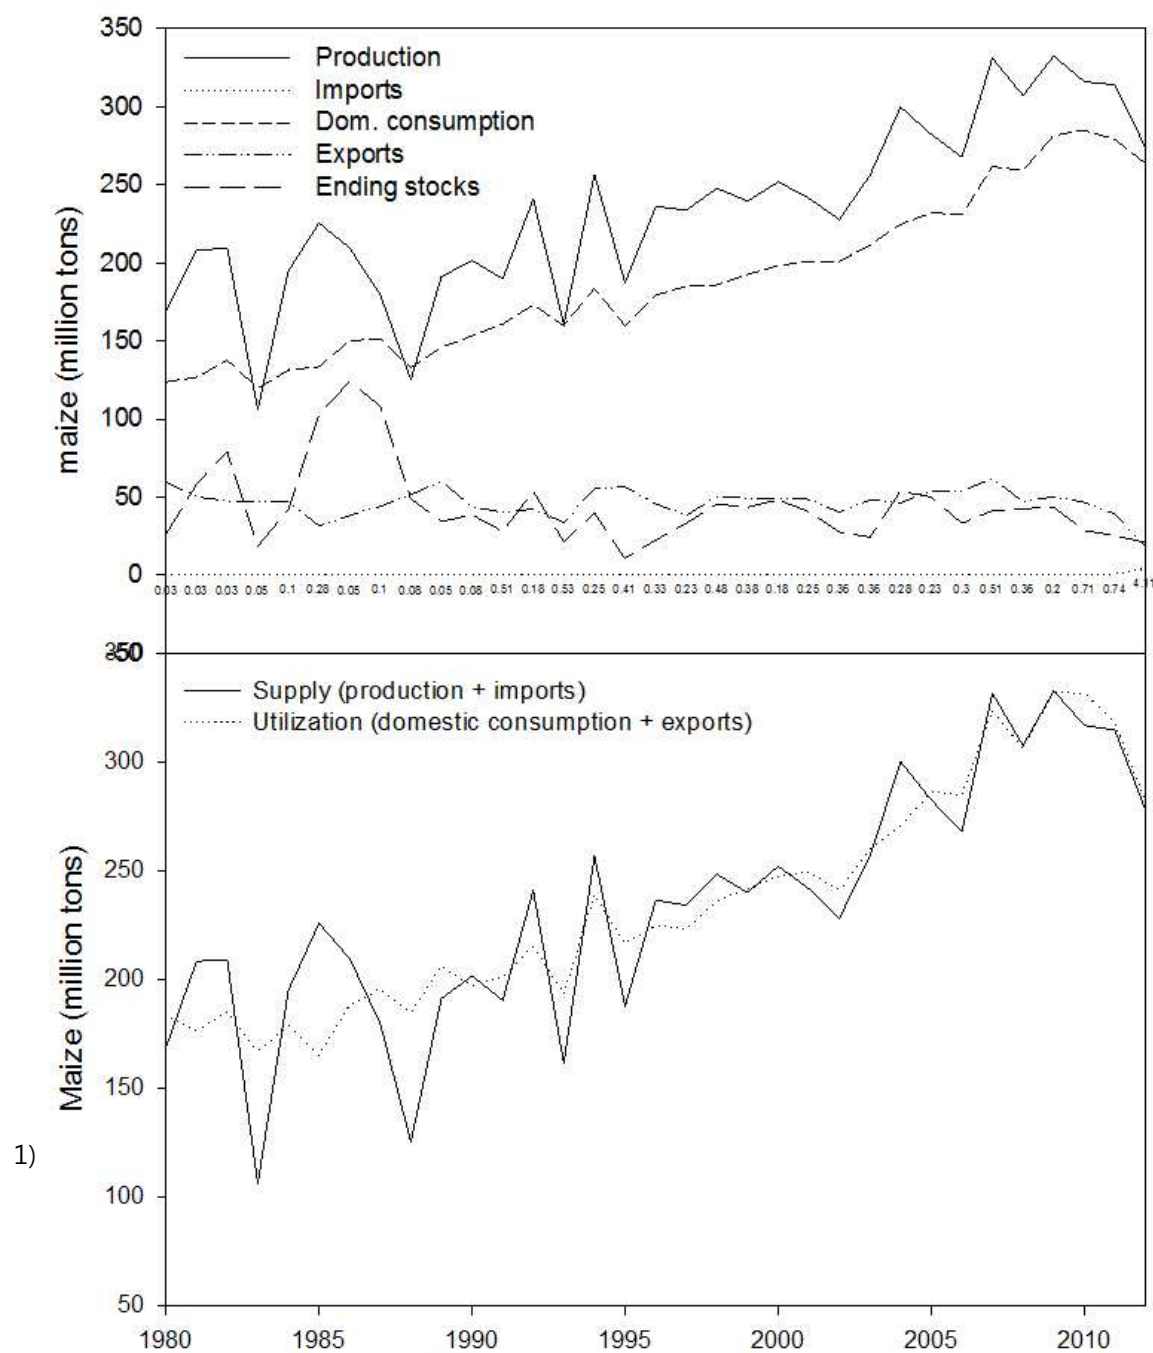 350
Production
Imports
300
Dom. consumption
Exports
250
Ending stocks
200
150
100
50
0
maize (million tons)
0.03 0.03 0.03 0.05 0.1 0.28 0.05 0.1 0.08 0.05 0.08 0.51 0.18 0.53 0.25 0.41 0.33 0.23 0.48 0.38 0.18 0.25 0.36 0.36 0.28 0.23 0.3 0.51 0.36 0.2 0.71 0.74
Supply (production + imports)
Utilization (domestic consumption + exports)
300
250
200
150
100
50
Maize (million tons)
1)
1980 1985 1990 1995 2000 2005 2010